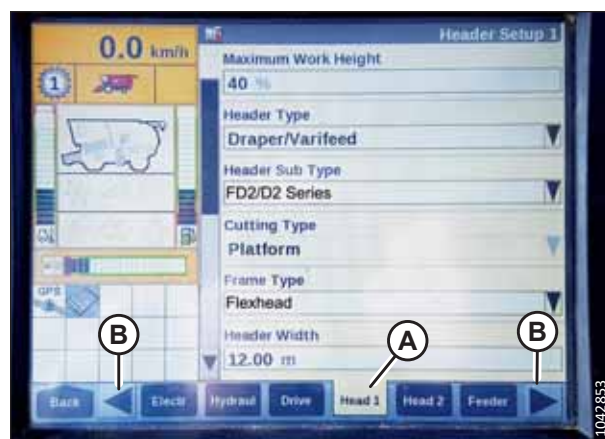 0.0 km/h
Header Setup 1
1
Maximum Work Height
40 %
Header Type
Draper/Varifeed
Header Sub Type
FD2/D2 Series
Cutting Type
Platform
Frame Type
Flexhead
GPS
Header Width
12.00 m
B
A
B
Back
Electr
Hydraul
Drive
Head 1
Head 2
Feeder
1042853